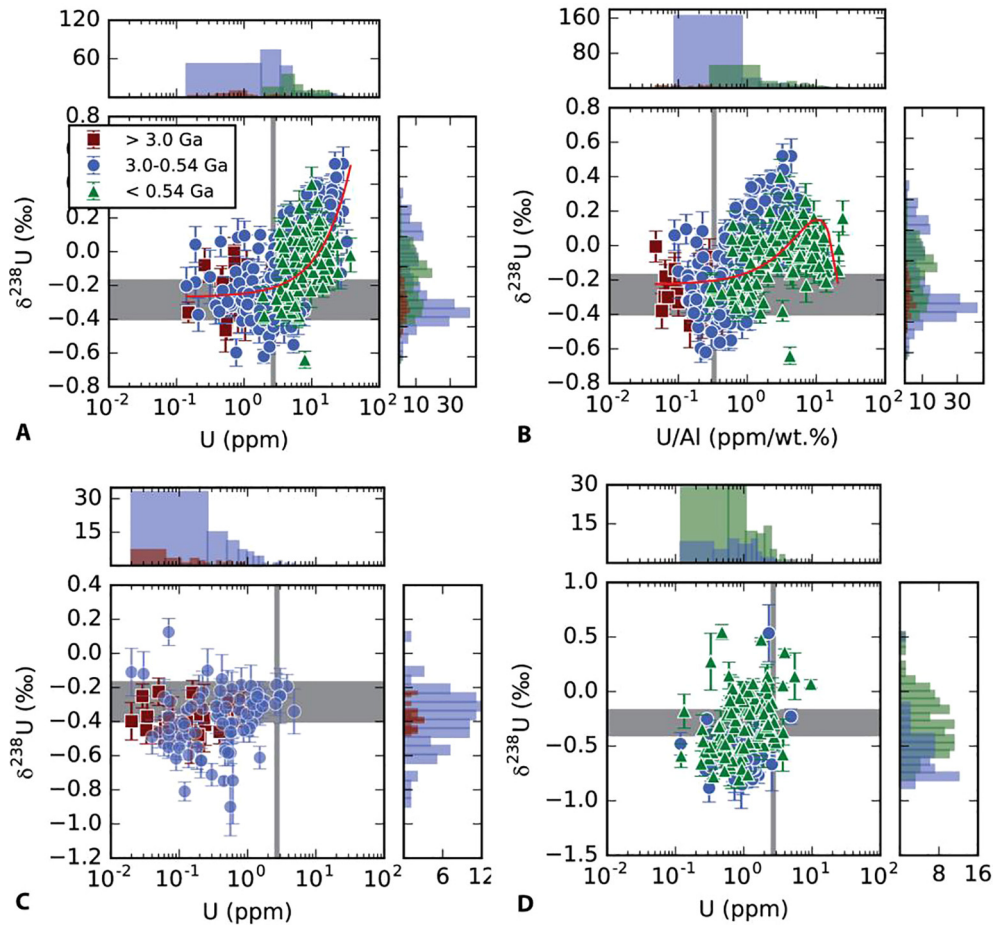 120
60
0.8
> 3.0 Ga
3.0-0.54 Ga
< 0.54 Ga
0.2
0.0
−0.2
−0.4
−0.6
−0.8
δ²³⁸U (‰)
10⁻² 10⁻¹ 10⁰ 10¹ 10²
10 30
A
U (ppm)
160
80
0.8
0.6
0.4
0.2
0.0
−0.2
−0.4
−0.6
−0.8
δ²³⁸U (‰)
10⁻² 10⁻¹ 10⁰ 10¹ 10²
10 30
B
U/Al (ppm/wt.%)
30
15
0.4
0.2
0.0
−0.2
−0.4
−0.6
−0.8
−1.0
−1.2
δ²³⁸U (‰)
10⁻² 10⁻¹ 10⁰ 10¹ 10²
6 12
C
U (ppm)
30
15
1.0
0.5
0.0
−0.5
−1.0
−1.5
δ²³⁸U (‰)
10⁻² 10⁻¹ 10⁰ 10¹ 10²
8 16
D
U (ppm)